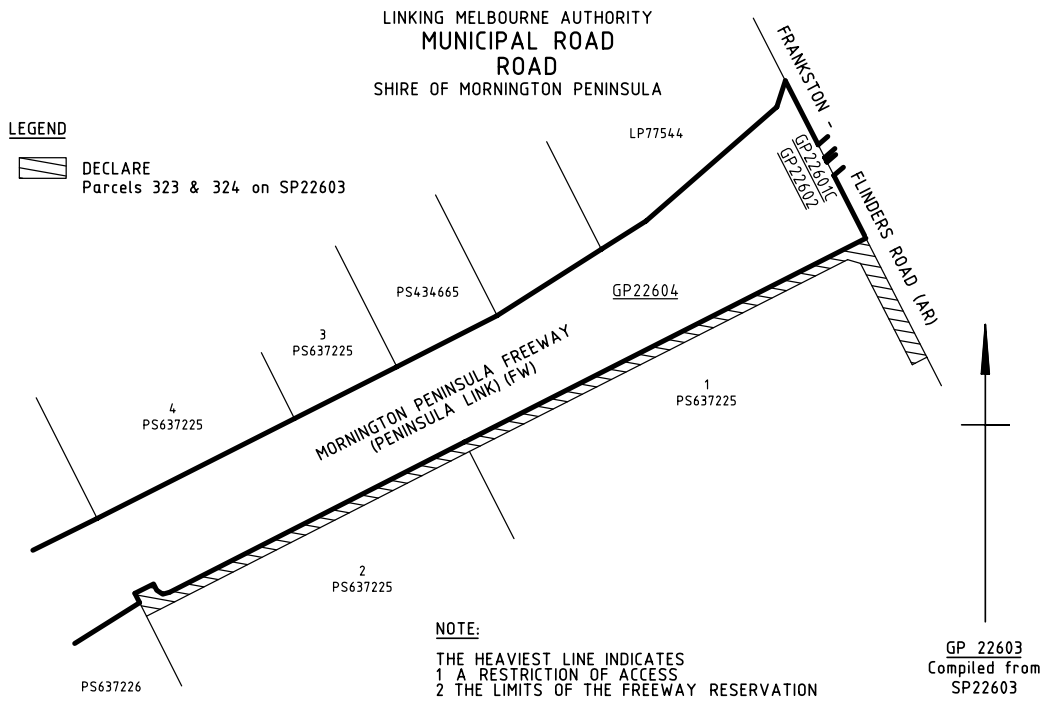 LINKING MELBOURNE AUTHORITY
MUNICIPAL ROAD
ROAD
SHIRE OF MORNINGTON PENINSULA
LEGEND
DECLARE
Parcels 323 & 324 on SP22603
LP77544
FRANKSTON -
FLINDERS ROAD (AR)
GP22601C
GP22602
PS434665
GP22604
3
PS637225
MORNINGTON PENINSULA FREEWAY
(PENINSULA LINK) (FW)
1
PS637225
4
PS637225
2
PS637225
PS637226
NOTE:
THE HEAVIEST LINE INDICATES
1 A RESTRICTION OF ACCESS
2 THE LIMITS OF THE FREEWAY RESERVATION
GP 22603
Compiled from
SP22603